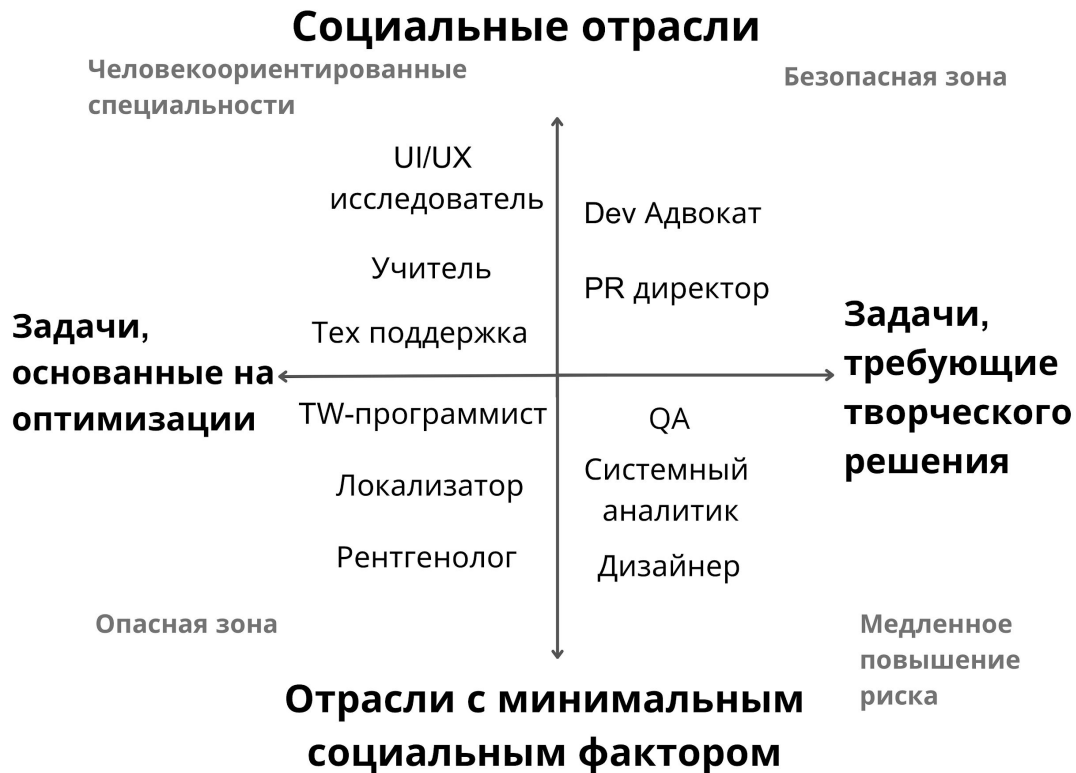 Социальные отрасли
Человекоориентированные
специальности
Безопасная зона
UI/UX
исследователь
Dev Адвокат
Учитель
PR директор
Тех поддержка
Задачи,
основанные на
оптимизации
Задачи,
требующие
творческого
решения
TW-программист
QA
Локализатор
Системный
аналитик
Рентгенолог
Дизайнер
Опасная зона
Медленное
повышение
риска
Отрасли с минимальным
социальным фактором